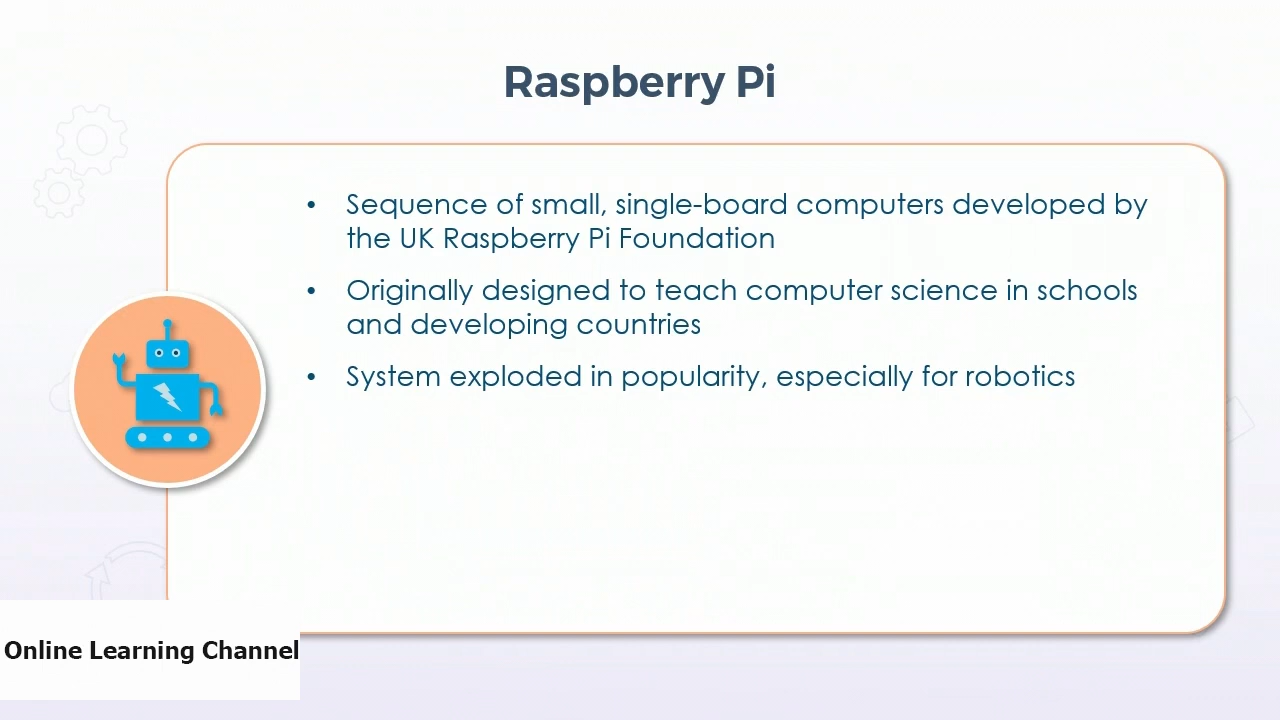 Raspberry Pi
• Sequence of small, single-board computers developed by
the UK Raspberry Pi Foundation
• Originally designed to teach computer science in schools
and developing countries
• System exploded in popularity, especially for robotics
Online Learning Channel